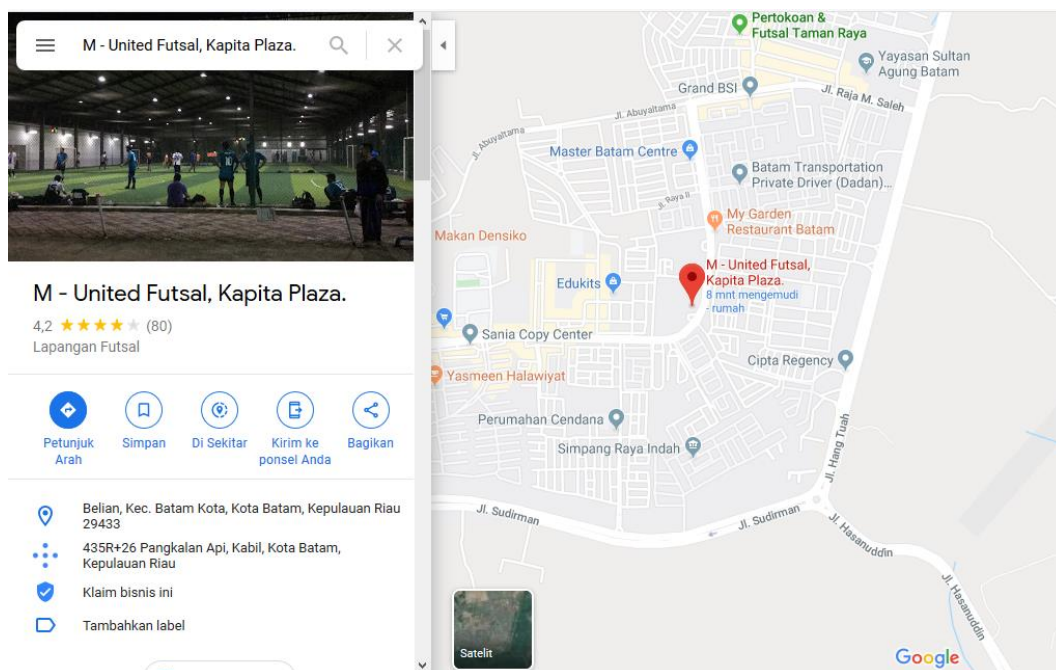 M - United Futsal, Kapita Plaza.
M - United Futsal, Kapita Plaza.
4,2
(80)
Lapangan Futsal
Petunjuk
Arah
Simpan
Di Sekitar
Kirim ke
ponsel Anda
Bagikan
Belian, Kec. Batam Kota, Kota Batam, Kepulauan Riau
29433
435R+26 Pangkalan Api, Kabil, Kota Batam,
Kepulauan Riau
Klaim bisnis ini
Tambahkan label
Pertokoan &
Futsal Taman Raya
Yayasan Sultan
Agung Batam
Grand BSI
Jl. Raja M. Saleh
Jl. Abuyaltama
Jl. Abuyaltama
Master Batam Centre
Batam Transportation
Private Driver (Dadan)...
Jl. Raya II
My Garden
Restaurant Batam
Makan Densiko
M - United Futsal,
Kapita Plaza.
8 mnt mengemudi
- rumah
Edukits
Sania Copy Center
Cipta Regency
Yasmeen Halawiyat
Perumahan Cendana
Simpang Raya Indah
Jl. Hang Tuah
Jl. Sudirman
Jl. Sudirman
Jl. Hasanuddin
Jl. Hasanuddin
Satelit
Google